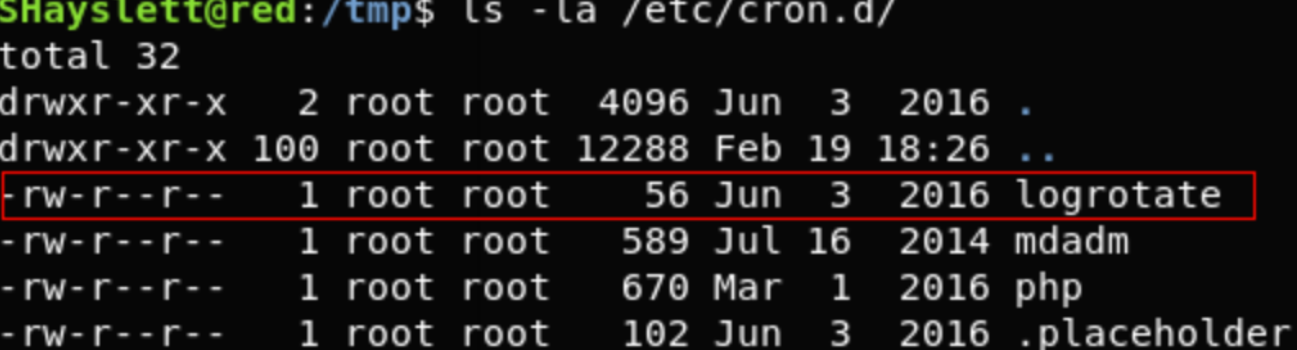 SHayslett@red:/tmp$ ls -la /etc/cron.d/
total 32
drwxr-xr-x   2 root root  4096 Jun  3  2016 .
drwxr-xr-x 100 root root 12288 Feb 19 18:26 ..
-rw-r--r--   1 root root    56 Jun  3  2016 logrotate
-rw-r--r--   1 root root   589 Jul 16  2014 mdadm
-rw-r--r--   1 root root   670 Mar  1  2016 php
-rw-r--r--   1 root root   102 Jun  3  2016 .placeholder